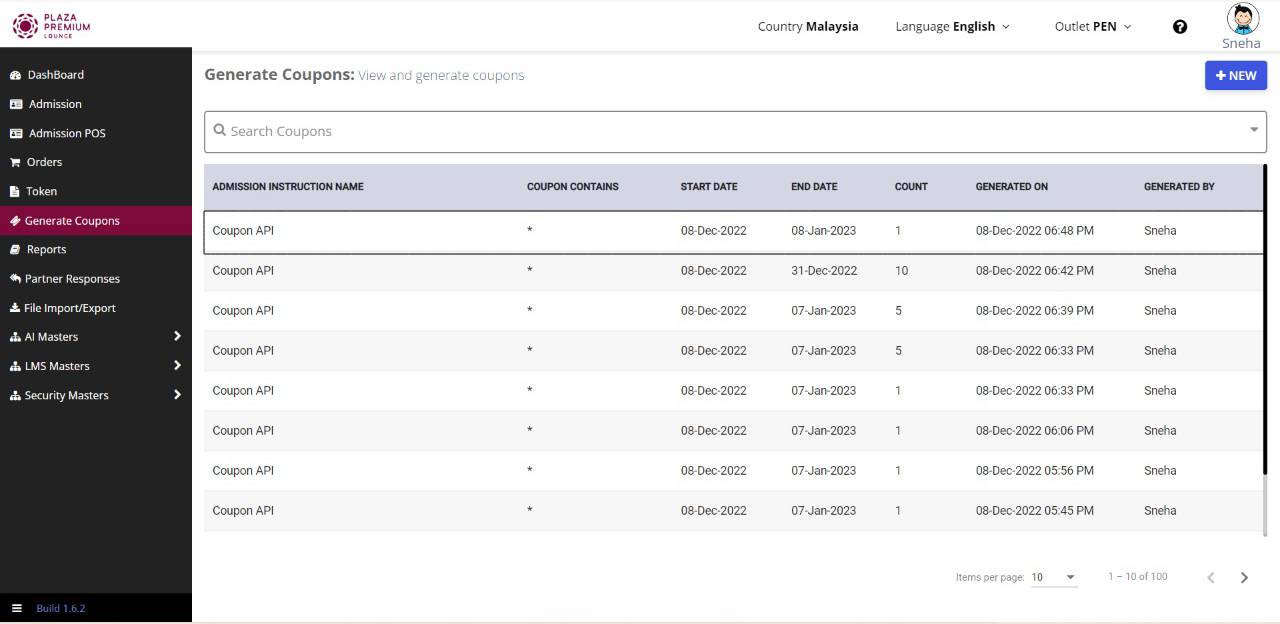 PLAZA
PREMIUM
LOUNGE
Country Malaysia
Language English
Outlet PEN
?
Sneha
DashBoard
Admission
Admission POS
Orders
Token
Generate Coupons
Reports
Partner Responses
File Import/Export
AI Masters
LMS Masters
Security Masters
Build 1.6.2
Generate Coupons: View and generate coupons
+ NEW
Search Coupons
ADMISSION INSTRUCTION NAME COUPON CONTAINS START DATE END DATE COUNT GENERATED ON GENERATED BY
Coupon API * 08-Dec-2022 08-Jan-2023 1 08-Dec-2022 06:48 PM Sneha
Coupon API * 08-Dec-2022 31-Dec-2022 10 08-Dec-2022 06:42 PM Sneha
Coupon API * 08-Dec-2022 07-Jan-2023 5 08-Dec-2022 06:39 PM Sneha
Coupon API * 08-Dec-2022 07-Jan-2023 5 08-Dec-2022 06:33 PM Sneha
Coupon API * 08-Dec-2022 07-Jan-2023 1 08-Dec-2022 06:33 PM Sneha
Coupon API * 08-Dec-2022 07-Jan-2023 1 08-Dec-2022 06:06 PM Sneha
Coupon API * 08-Dec-2022 07-Jan-2023 1 08-Dec-2022 05:56 PM Sneha
Coupon API * 08-Dec-2022 07-Jan-2023 1 08-Dec-2022 05:45 PM Sneha
Items per page: 10 1 – 10 of 100